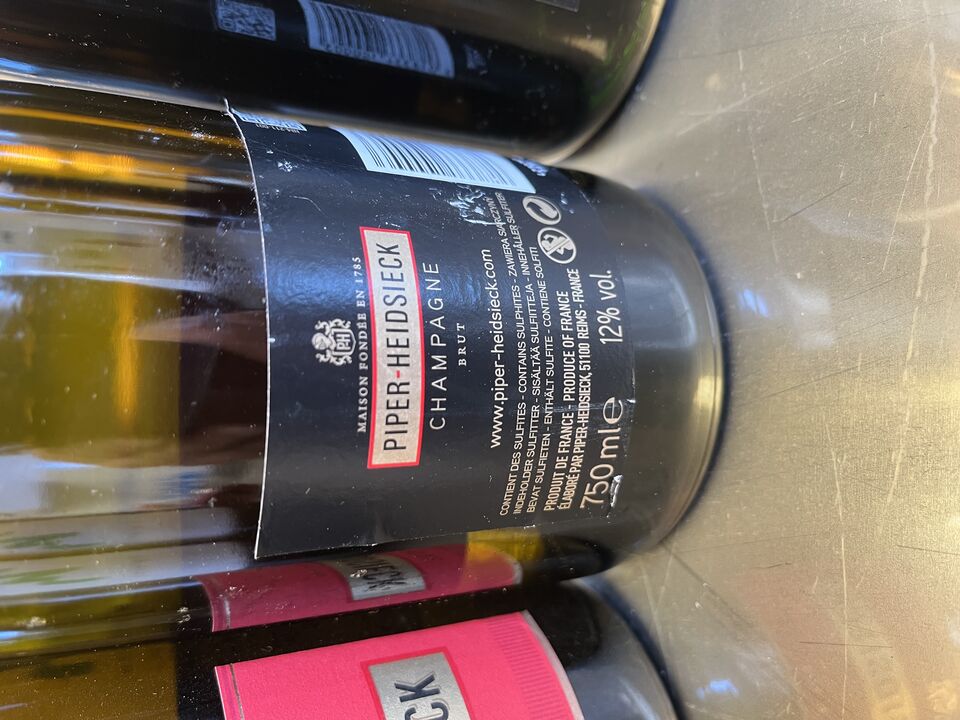 MAISON FONDÉE EN 1785
PH
PIPER-HEIDSIECK
CHAMPAGNE
BRUT
www.piper-heidsieck.com
CONTIENT DES SULFITES - CONTAINS SULPHITES - ZAWIERA SIARCZYNY
INDEHOLDER SULFITTER - SISÄLTÄÄ SULFIITTEJA - INNEHÅLLER SULFITER
BEVAT SULFIETEN - ENTHÄLT SULFITE - CONTIENE SOLFITI
PRODUIT DE FRANCE - PRODUCE OF FRANCE
ÉLABORÉ PAR PIPER-HEIDSIECK, 51100 REIMS - FRANCE
750 ml e 12% vol.
CK